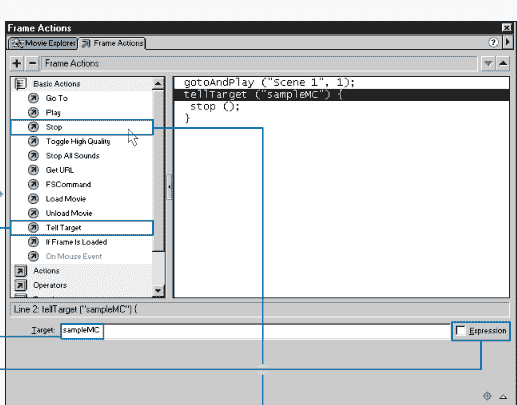 Frame Actions
Movie Explorer Frame Actions ?
+ − Frame Actions
Basic Actions
Go To
Play
Stop
Toggle High Quality
Stop All Sounds
Get URL
FSCommand
Load Movie
Unload Movie
Tell Target
If Frame Is Loaded
On Mouse Event
Actions
Operators
gotoAndPlay ("Scene 1", 1);
tellTarget ("sampleMC") {
stop ();
}
Line 2: tellTarget ("sampleMC") {
Target: sampleMC Expression